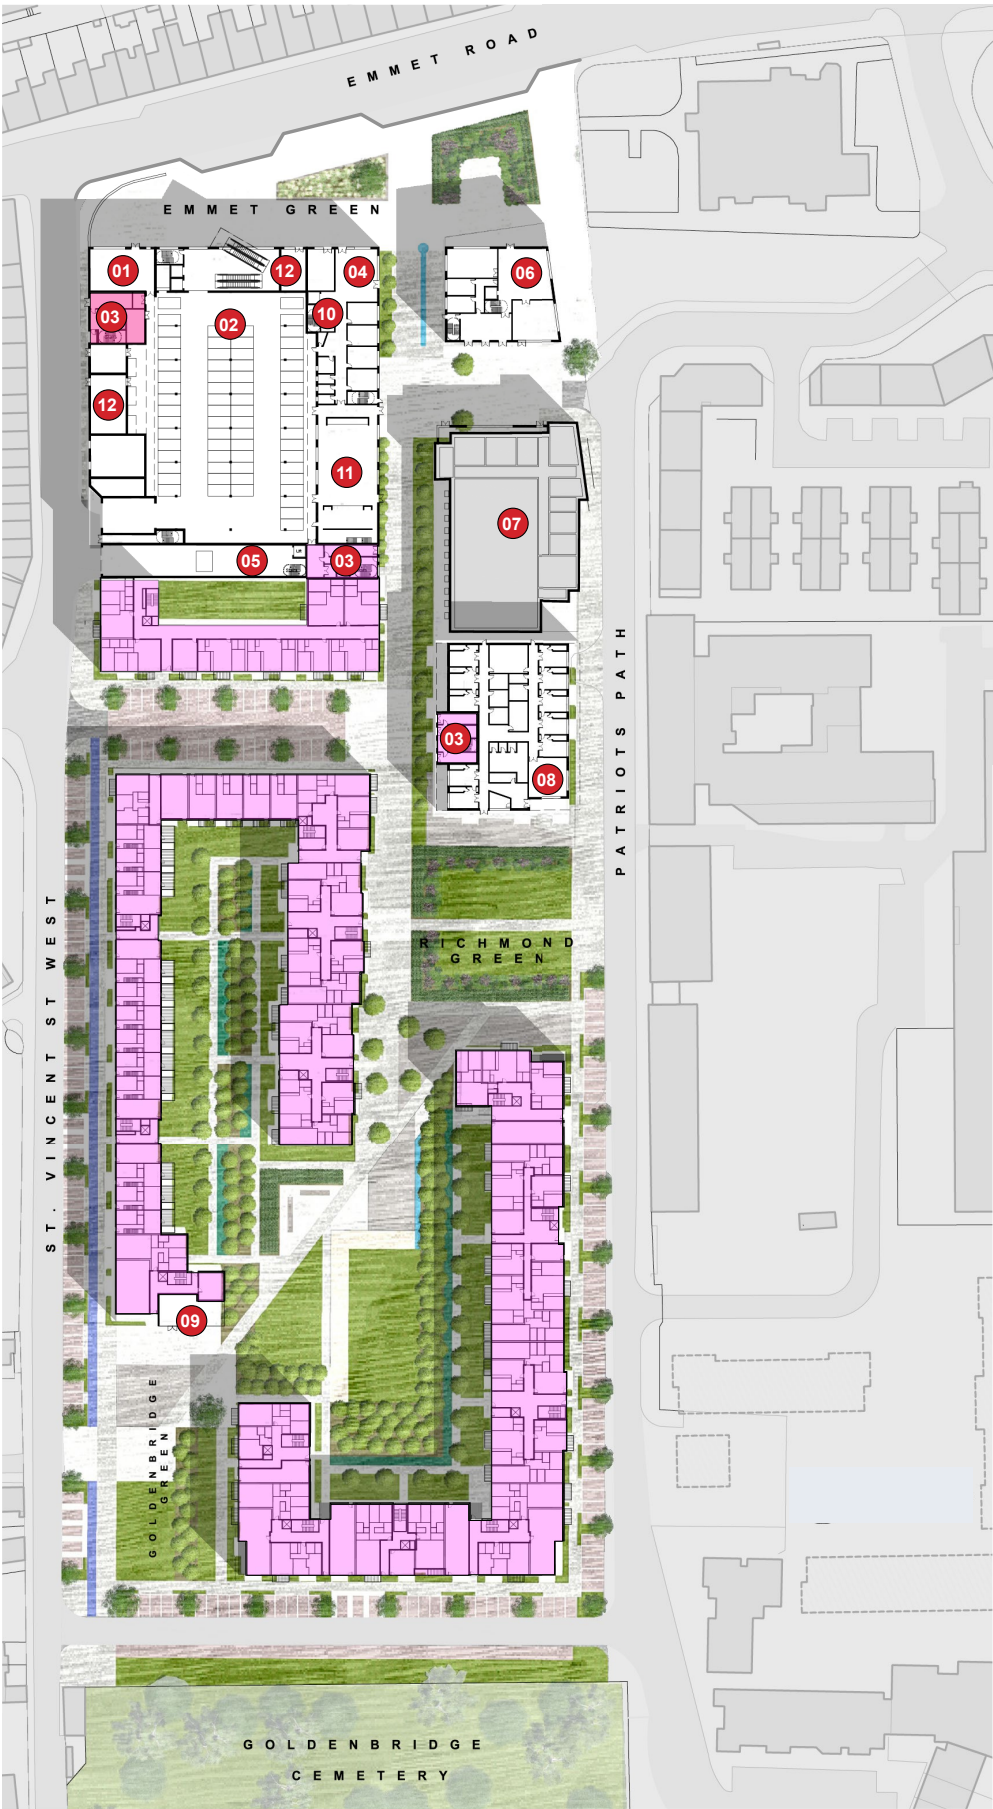 EMMET ROAD
EMMET GREEN
01
12
04
06
03
10
02
12
11
07
05
03
03
08
PATRIOTS PATH
RICHMOND
GREEN
ST. VINCENT ST WEST
09
GOLDENBRIDGE
GREEN
GOLDENBRIDGE
CEMETERY